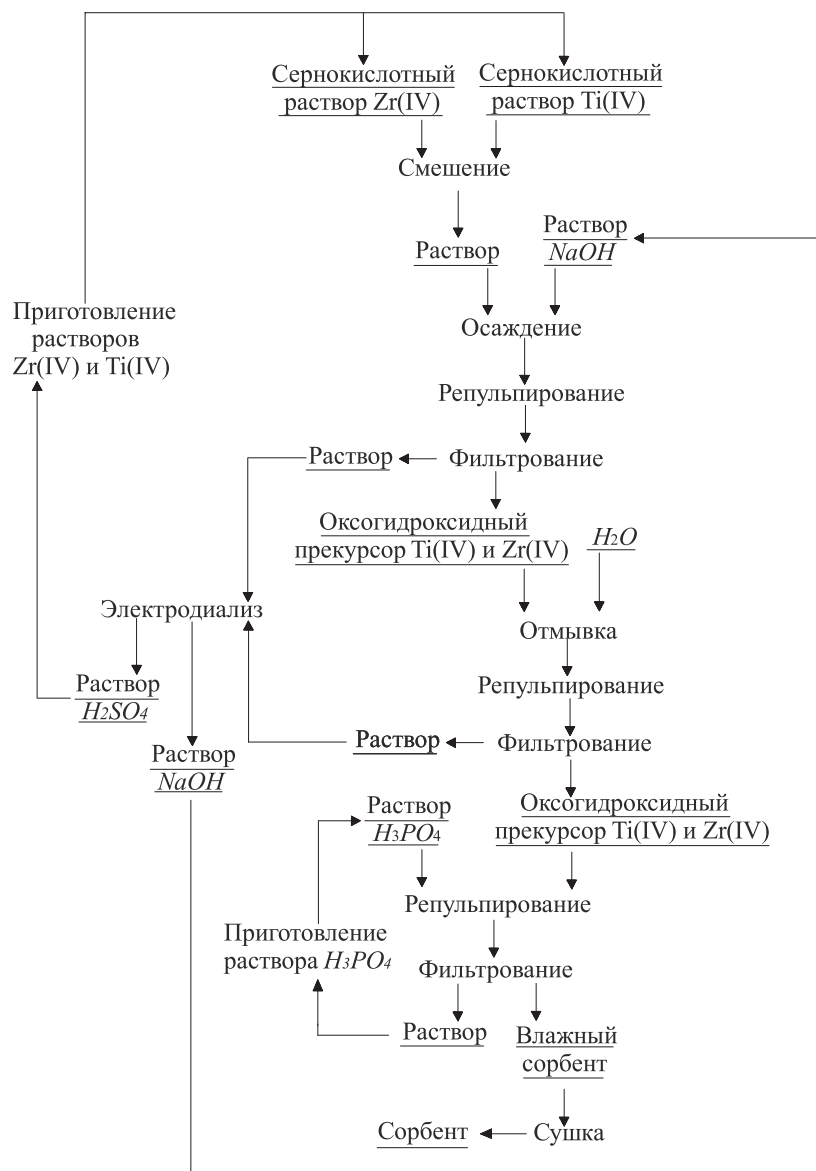 Сернокислотный
раствор Zr(IV)
Сернокислотный
раствор Ti(IV)
Смешение
Раствор
Раствор
NaOH
Приготовление
растворов
Zr(IV) и Ti(IV)
Осаждение
Репульпирование
Раствор
Фильтрование
Оксогидроксидный
прекурсор Ti(IV) и Zr(IV)
H2O
Электродиализ
Отмывка
Раствор
H2SO4
Репульпирование
Раствор
NaOH
Раствор
Фильтрование
Раствор
H3PO4
Оксогидроксидный
прекурсор Ti(IV) и Zr(IV)
Репульпирование
Приготовление
раствора H3PO4
Фильтрование
Раствор
Влажный
сорбент
Сорбент
Сушка